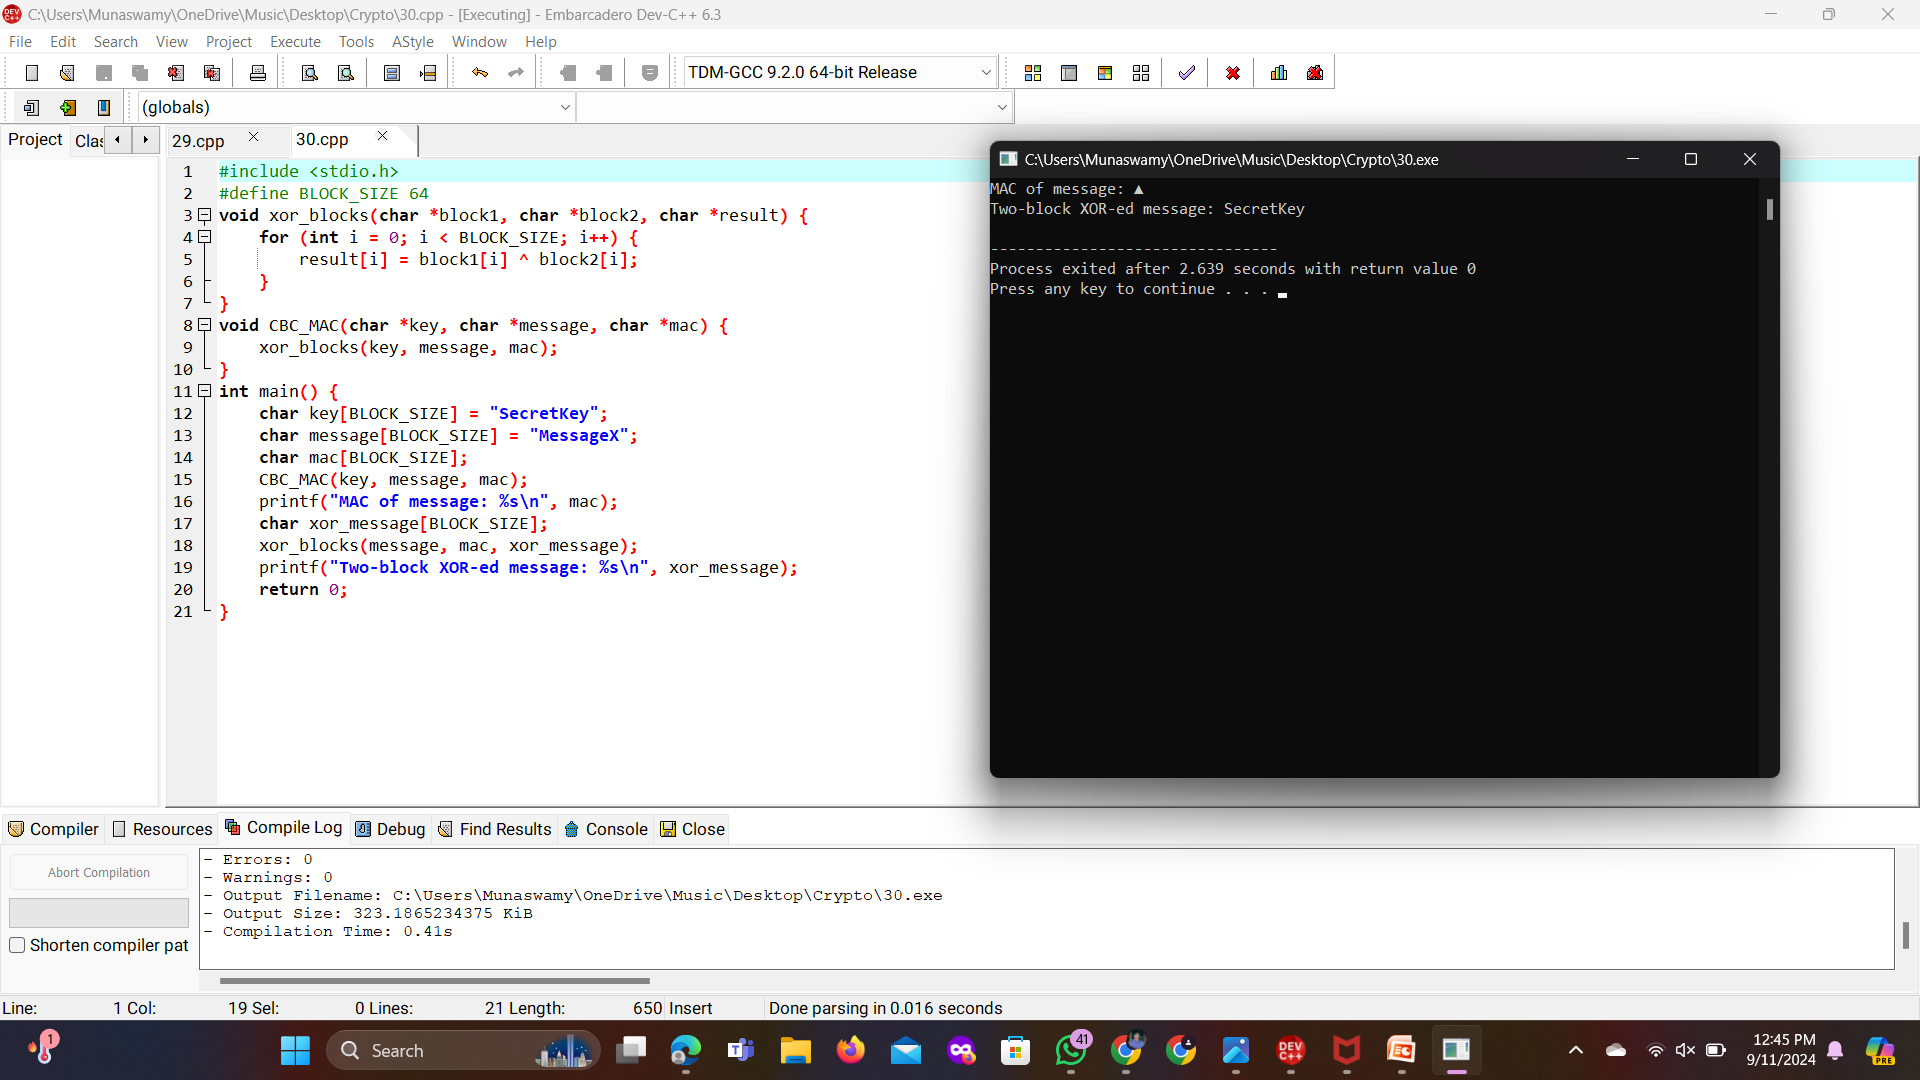 C:\Users\Munaswamy\OneDrive\Music\Desktop\Crypto\30.cpp - [Executing] - Embarcadero Dev-C++ 6.3
File Edit Search View Project Execute Tools AStyle Window Help
TDM-GCC 9.2.0 64-bit Release
(globals)
Project Clas 29.cpp 30.cpp
1 #include <stdio.h>
2 #define BLOCK_SIZE 64
3 void xor_blocks(char *block1, char *block2, char *result) {
4 for (int i = 0; i < BLOCK_SIZE; i++) {
5 result[i] = block1[i] ^ block2[i];
6 }
7 }
8 void CBC_MAC(char *key, char *message, char *mac) {
9 xor_blocks(key, message, mac);
10 }
11 int main() {
12 char key[BLOCK_SIZE] = "SecretKey";
13 char message[BLOCK_SIZE] = "MessageX";
14 char mac[BLOCK_SIZE];
15 CBC_MAC(key, message, mac);
16 printf("MAC of message: %s\n", mac);
17 char xor_message[BLOCK_SIZE];
18 xor_blocks(message, mac, xor_message);
19 printf("Two-block XOR-ed message: %s\n", xor_message);
20 return 0;
21 }
C:\Users\Munaswamy\OneDrive\Music\Desktop\Crypto\30.exe
MAC of message: ▲
Two-block XOR-ed message: SecretKey
--------------------------------
Process exited after 2.639 seconds with return value 0
Press any key to continue . . .
Compiler Resources Compile Log Debug Find Results Console Close
Abort Compilation
Shorten compiler pat
- Errors: 0
- Warnings: 0
- Output Filename: C:\Users\Munaswamy\OneDrive\Music\Desktop\Crypto\30.exe
- Output Size: 323.1865234375 KiB
- Compilation Time: 0.41s
Line: 1 Col: 19 Sel: 0 Lines: 21 Length: 650 Insert Done parsing in 0.016 seconds
1
Search
41
DEV C++
PRE
12:45 PM
9/11/2024